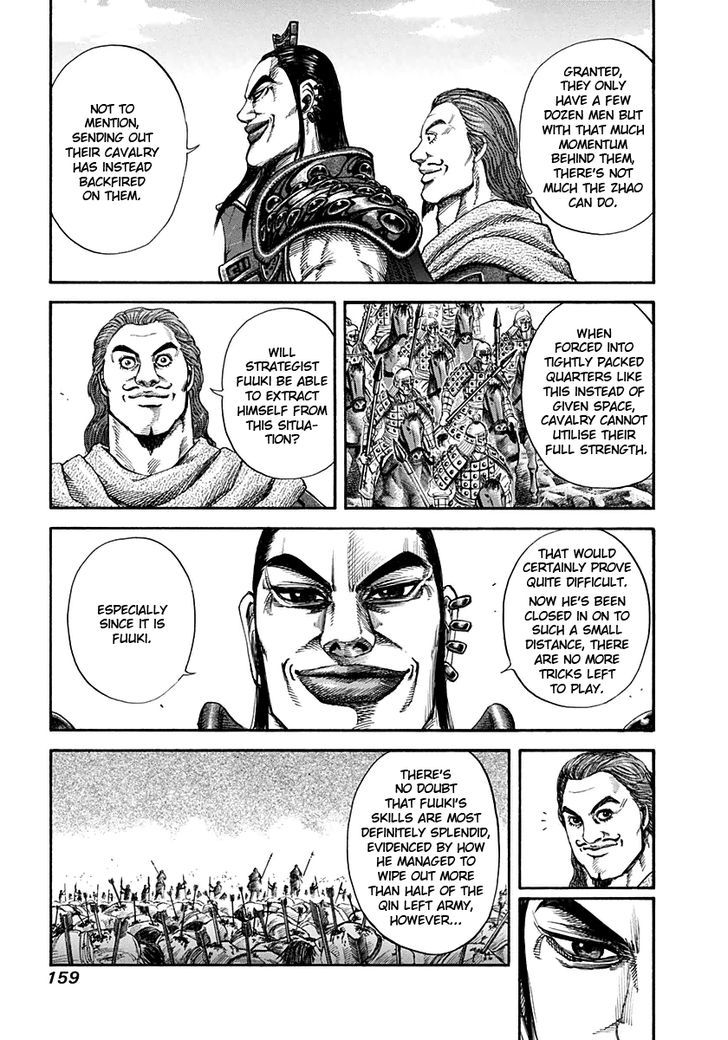 GRANTED,
THEY ONLY
HAVE A FEW
DOZEN MEN BUT
WITH THAT MUCH
MOMENTUM
BEHIND THEM,
THERE'S NOT
MUCH THE ZHAO
CAN DO.
NOT TO
MENTION,
SENDING OUT
THEIR CAVALRY
HAS INSTEAD
BACKFIRED
ON THEM.
WHEN
FORCED INTO
TIGHTLY PACKED
QUARTERS LIKE
THIS INSTEAD OF
GIVEN SPACE,
CAVALRY CANNOT
UTILISE THEIR
FULL STRENGTH.
WILL
STRATEGIST
FUUKI BE ABLE
TO EXTRACT
HIMSELF FROM
THIS SITUA-
TION?
THAT WOULD
CERTAINLY PROVE
QUITE DIFFICULT.
NOW HE'S BEEN
CLOSED IN ON TO
SUCH A SMALL
DISTANCE, THERE
ARE NO MORE
TRICKS LEFT
TO PLAY.
ESPECIALLY
SINCE IT IS
FUUKI.
THERE'S
NO DOUBT
THAT FUUKI'S
SKILLS ARE MOST
DEFINITELY SPLENDID,
EVIDENCED BY HOW
HE MANAGED TO
WIPE OUT MORE
THAN HALF OF THE
QIN LEFT ARMY,
HOWEVER...
159